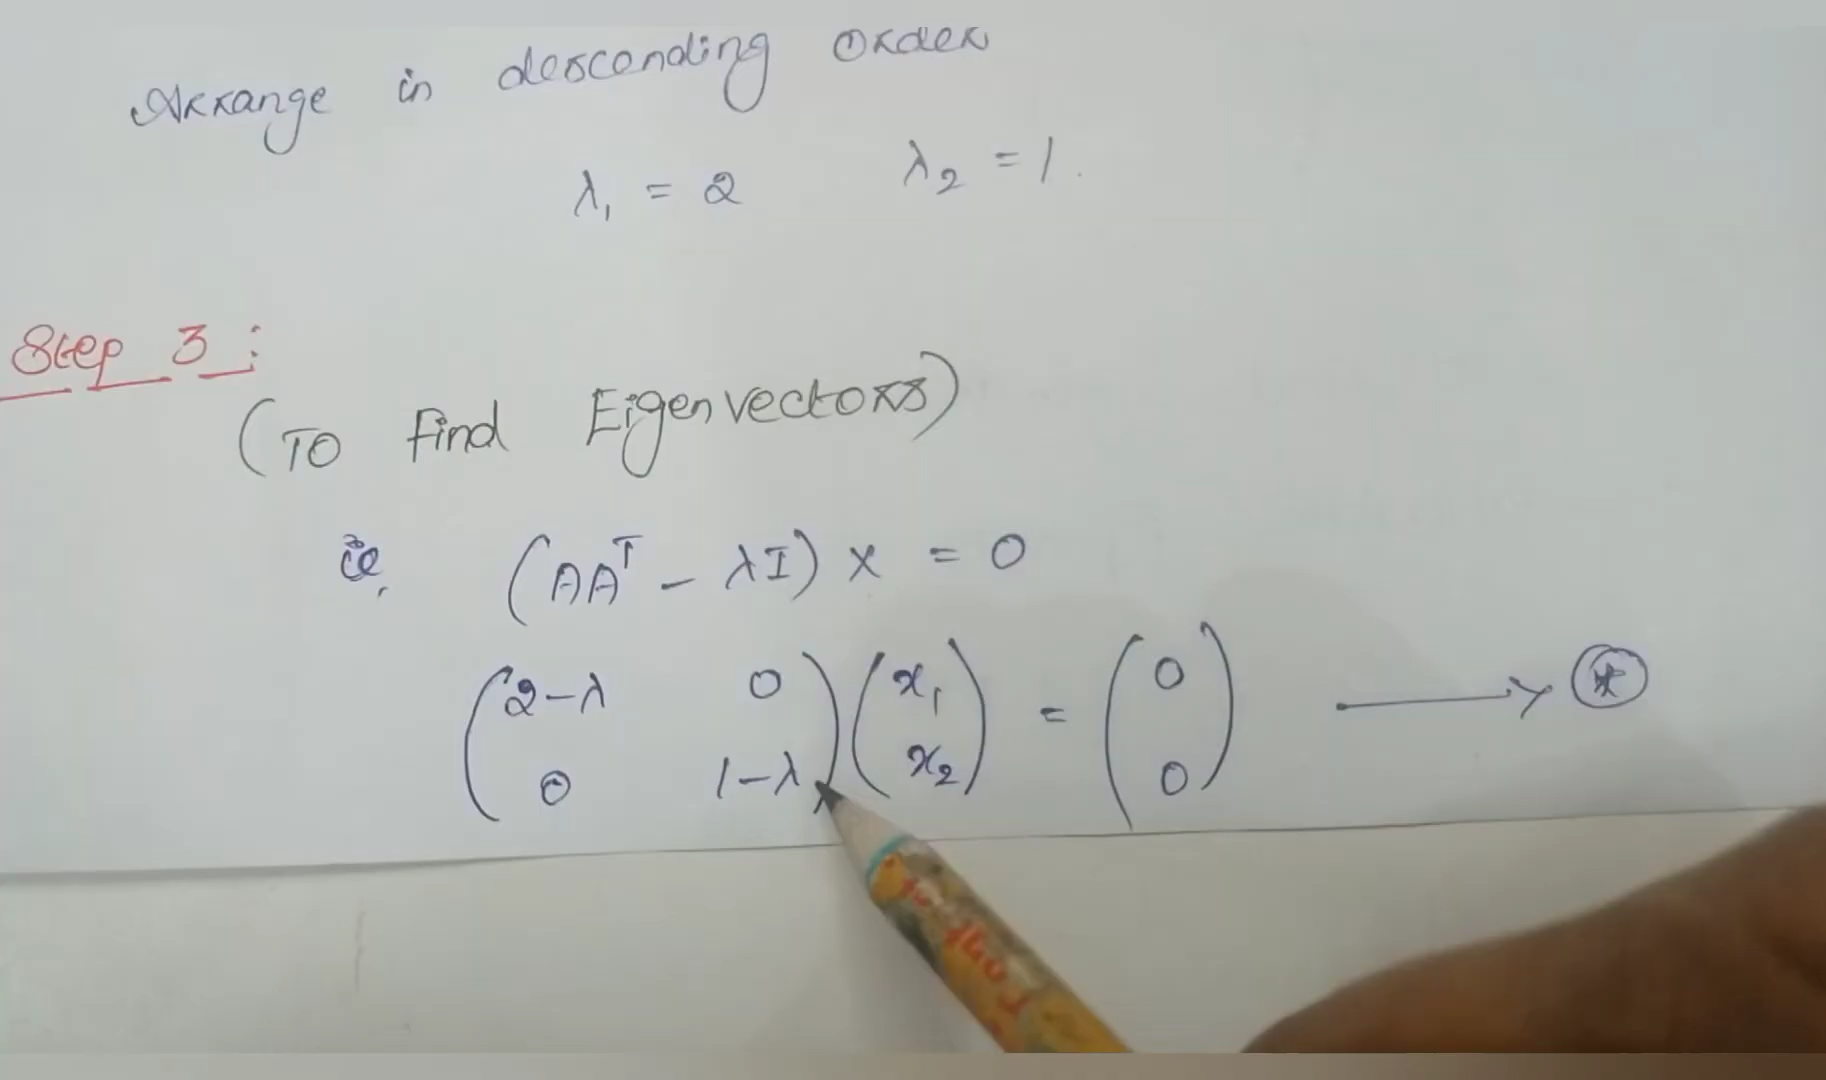 Arrange in descending order
λ₁ = 2 λ₂ = 1.
Step 3:
(To find Eigenvectors)
ie, (AAᵀ - λI) x = 0
(2-λ 0) (x₁) = (0) → (*)
(0 1-λ) (x₂) (0)